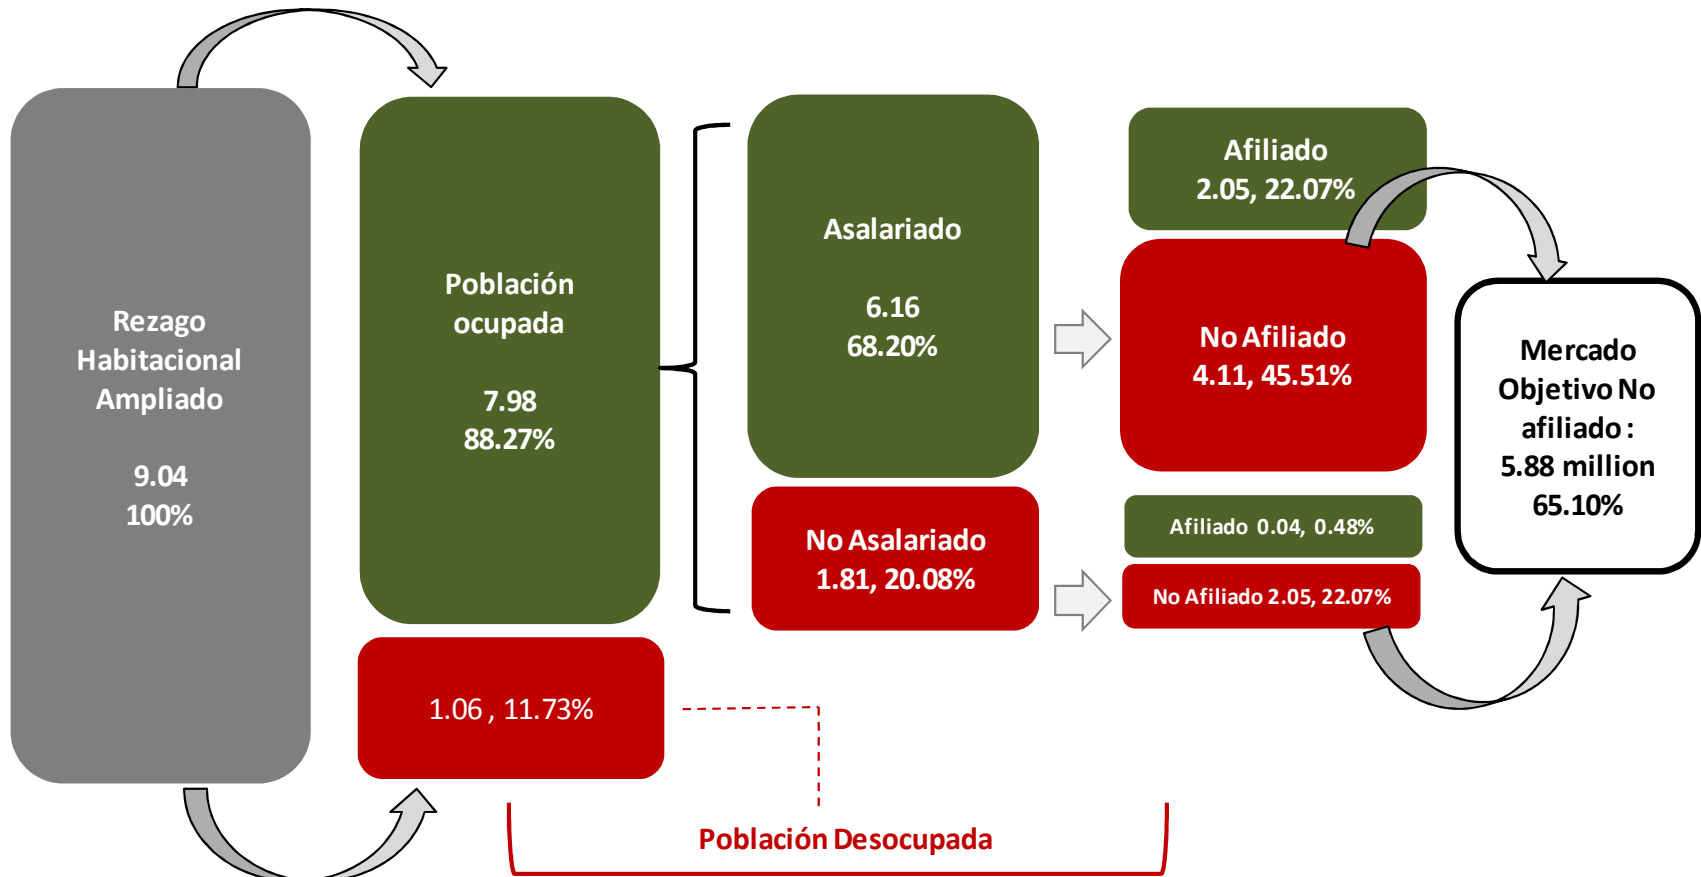 Rezago
Habitacional
Ampliado
9.04
100%
Población
ocupada
7.98
88.27%
1.06 , 11.73%
Asalariado
6.16
68.20%
No Asalariado
1.81, 20.08%
Afiliado
2.05, 22.07%
No Afiliado
4.11, 45.51%
Afiliado 0.04, 0.48%
No Afiliado 2.05, 22.07%
Mercado
Objetivo No
afiliado :
5.88 million
65.10%
Población Desocupada